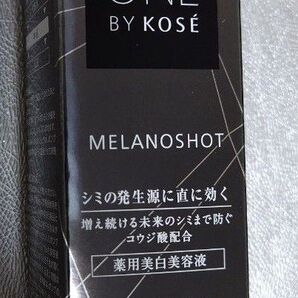 ONE
BY KOSÉ
MELANOSHOT
シミの発生源に直に効く
増え続ける未来のシミまで防ぐ
コウジ酸配合
薬用美白美容液